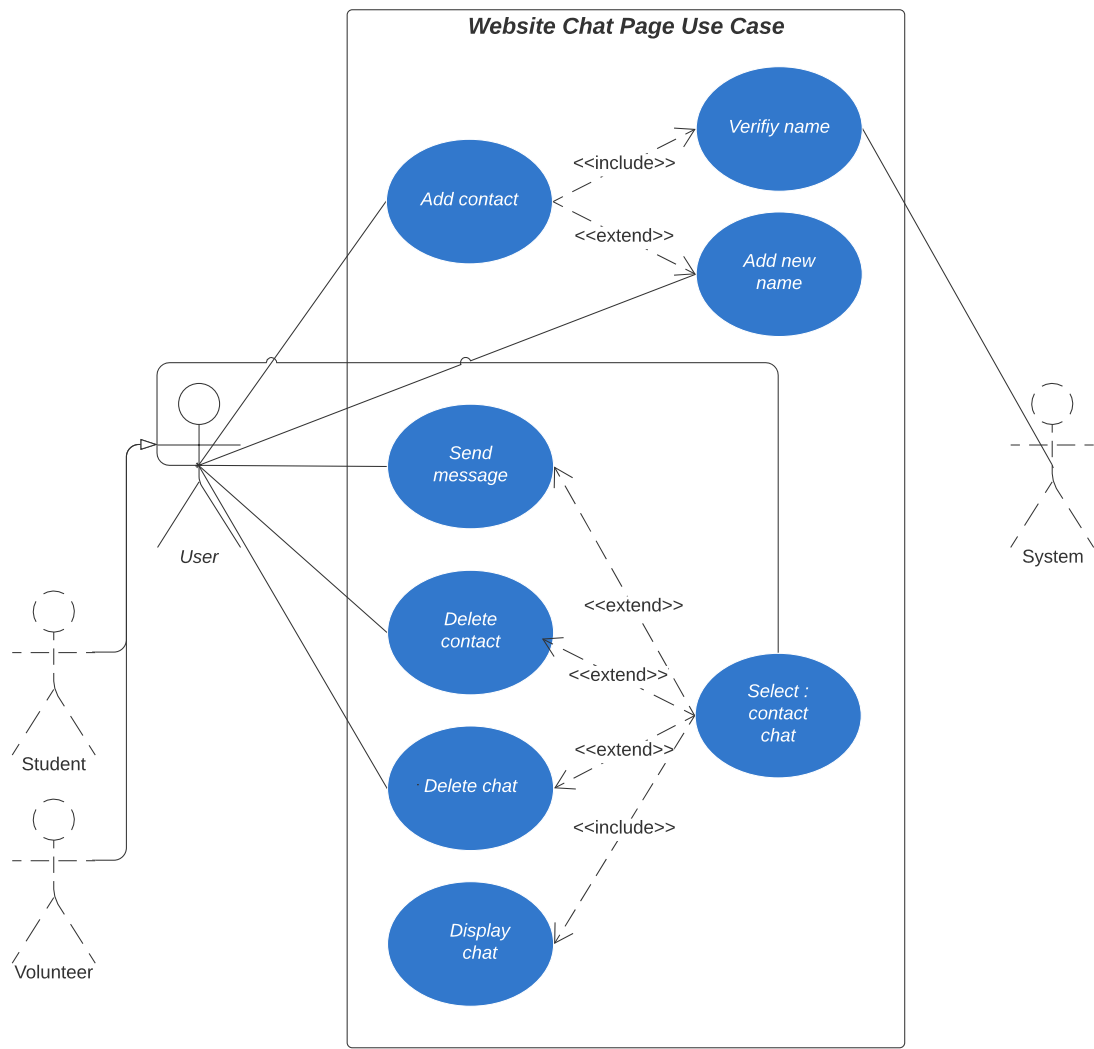 Website Chat Page Use Case
Verifiy name
<<include>>
Add contact
<<extend>>
Add new
name
Send
message
User
System
<<extend>>
Delete
contact
<<extend>>
Select :
contact
chat
Student
<<extend>>
Delete chat
<<include>>
Display
chat
Volunteer